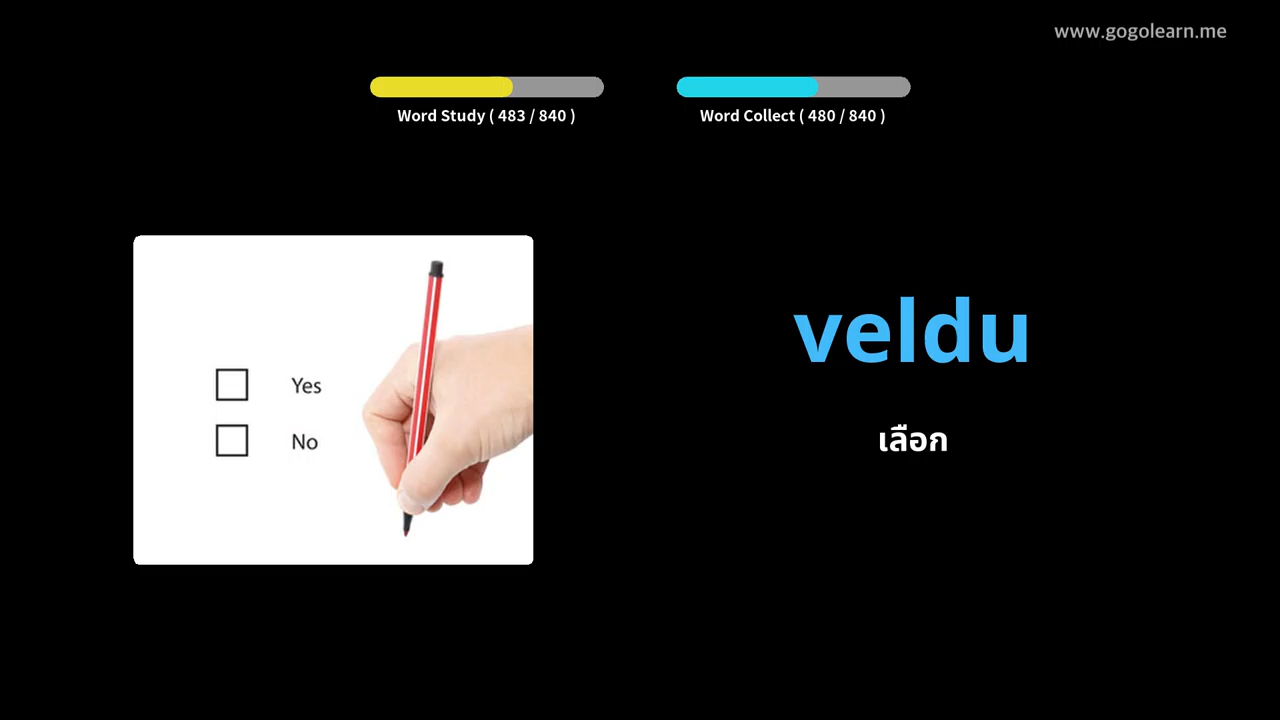 www.gogolearn.me
Word Study ( 483 / 840 )
Word Collect ( 480 / 840 )
Yes
No
veldu
เลือก